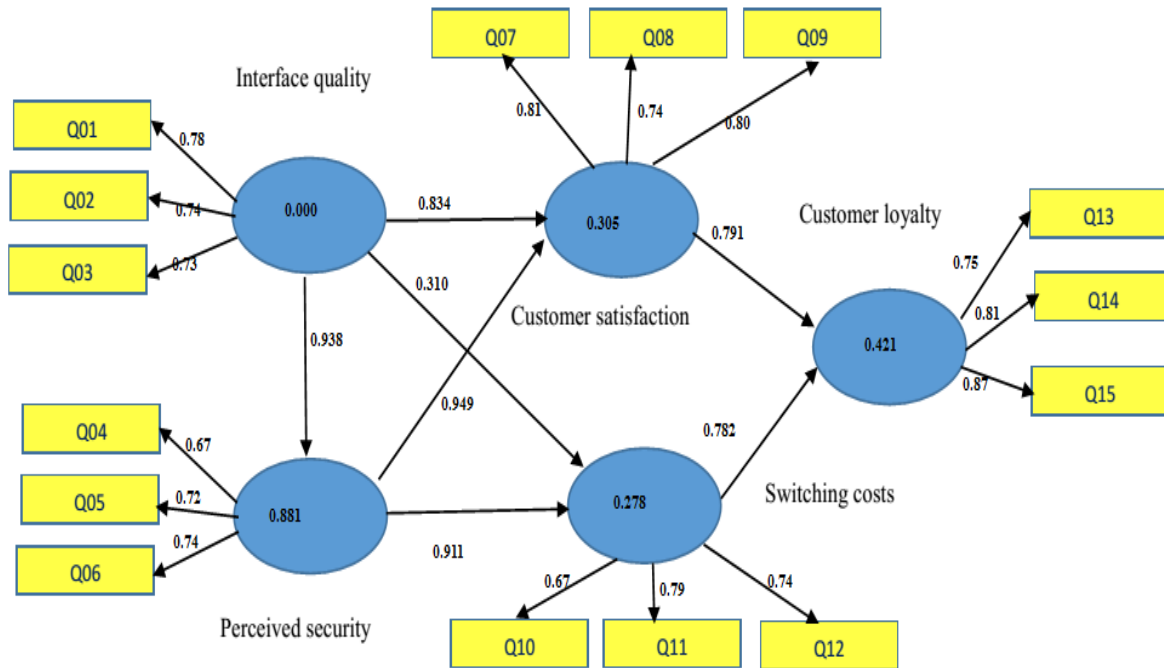 Q07
Q08
Q09
Interface quality
0.81
0.74
0.80
Q01
0.78
Q02
0.74
Q03
0.73
0.000
0.834
0.305
0.791
Customer loyalty
Q13
0.75
Q14
0.81
Q15
0.87
0.310
Customer satisfaction
0.938
0.421
0.949
0.782
Q04
0.67
Q05
0.72
Q06
0.74
0.881
0.278
Switching costs
0.911
Perceived security
0.67
0.79
0.74
Q10
Q11
Q12